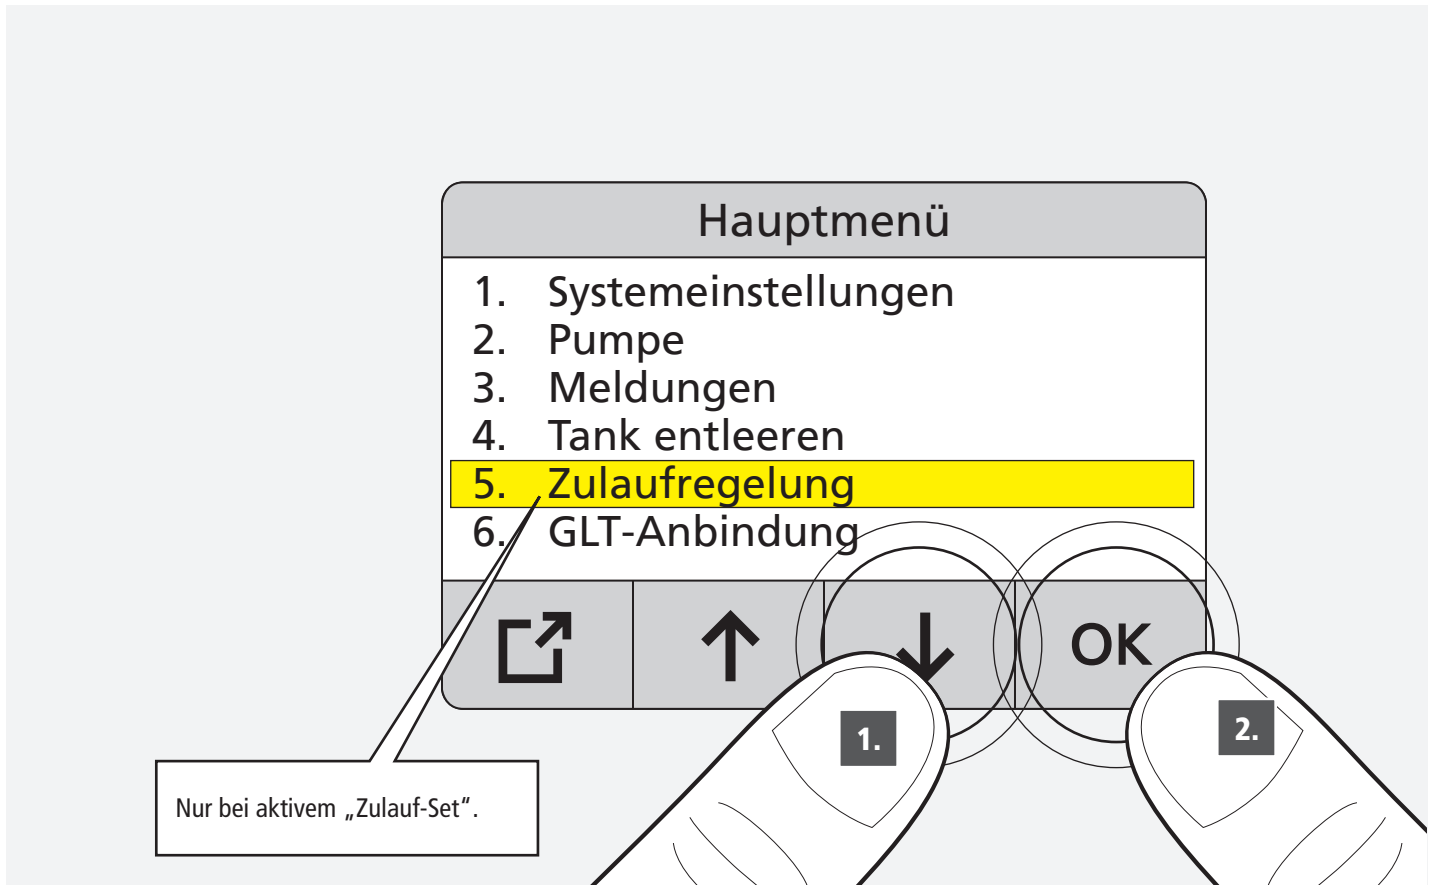 Hauptmenü
1. Systemeinstellungen
2. Pumpe
3. Meldungen
4. Tank entleeren
5. Zulaufregelung
6. GLT-Anbindung
OK
1.
2.
Nur bei aktivem „Zulauf-Set“.